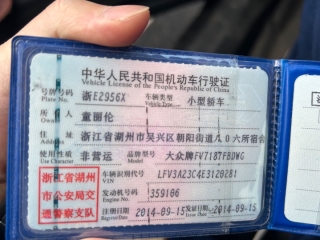 中华人民共和国机动车行驶证
Vehicle License of the People's Republic of China
号牌号码 浙E2956X 车辆类型 小型轿车
Plate No. Vehicle Type
所有人 童丽伦
住址 浙江省湖州市吴兴区朝阳街道八〇六所宿舍
使用性质 非营运 品牌型号 大众牌FV7187FBDWG
Use Character Model
浙江省湖州市公安局交通警察支队
车辆识别代号 LFV3A23C4E3120281
VIN
发动机号码 359106
Engine No.
注册日期 2014-09-15 发证日期 2014-09-15
Register Date Issue Date